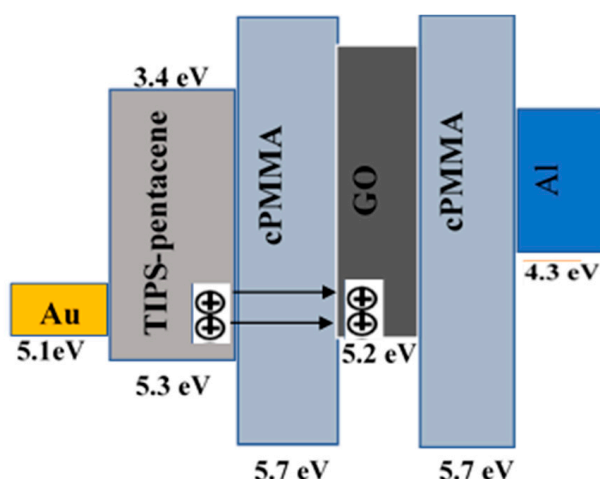 3.4 eV
TIPS-pentacene
cPMMA
GO
cPMMA
Al
Au
5.1eV
5.3 eV
5.2 eV
4.3 eV
5.7 eV
5.7 eV